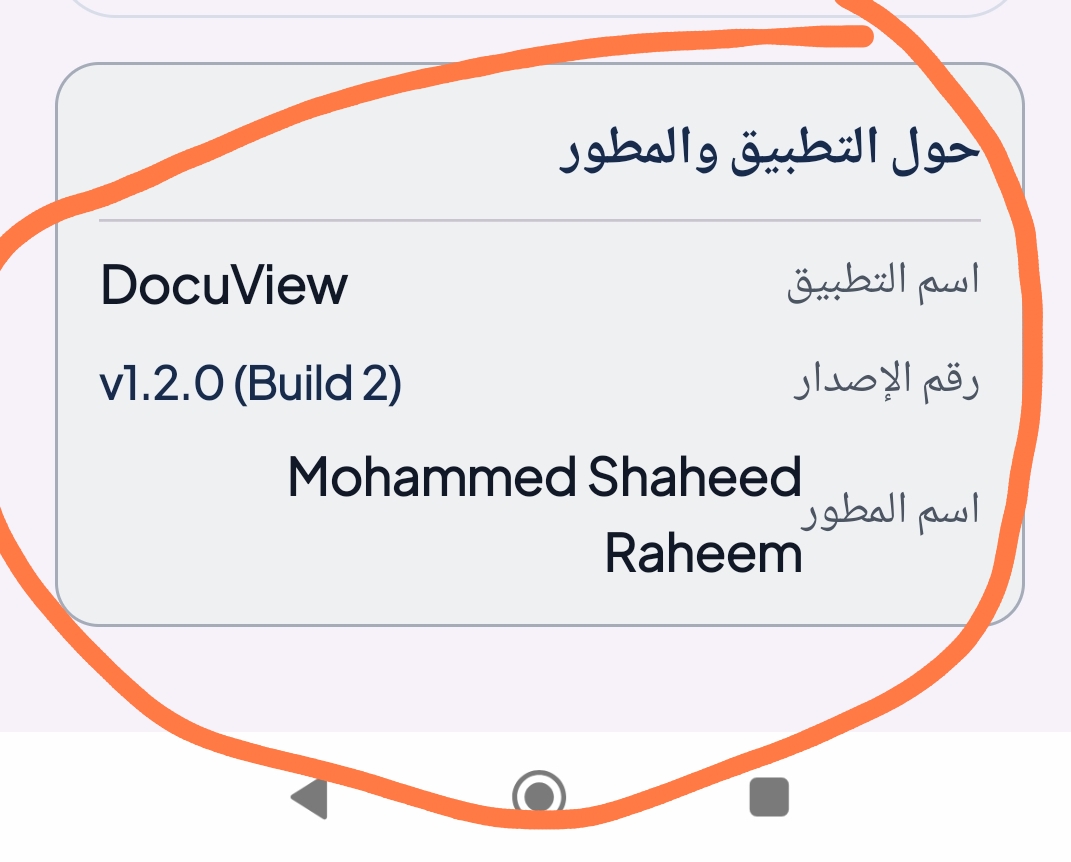 حول التطبيق والمطور
اسم التطبيق DocuView
رقم الإصدار v1.2.0 (Build 2)
اسم المطور Mohammed Shaheed
Raheem